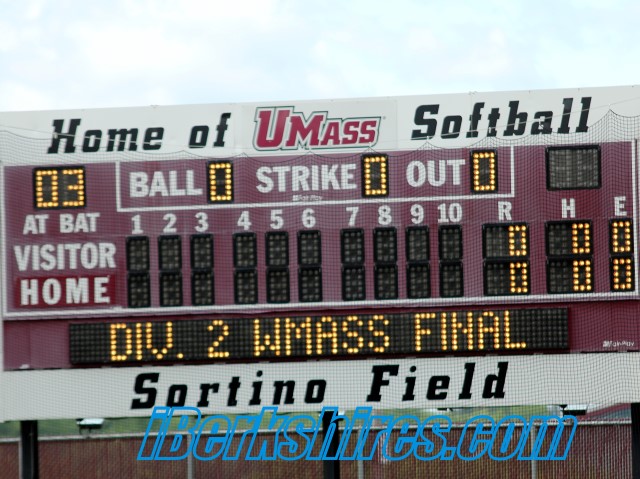 Home of UMASS Softball
03 BALL 0 STRIKE 0 OUT 0
AT BAT 1 2 3 4 5 6 7 8 9 10 R H E
VISITOR 0 0 0
HOME 0 0 0
DIV. 2 WMASS FINAL
Sortino Field
iBerkshires.com